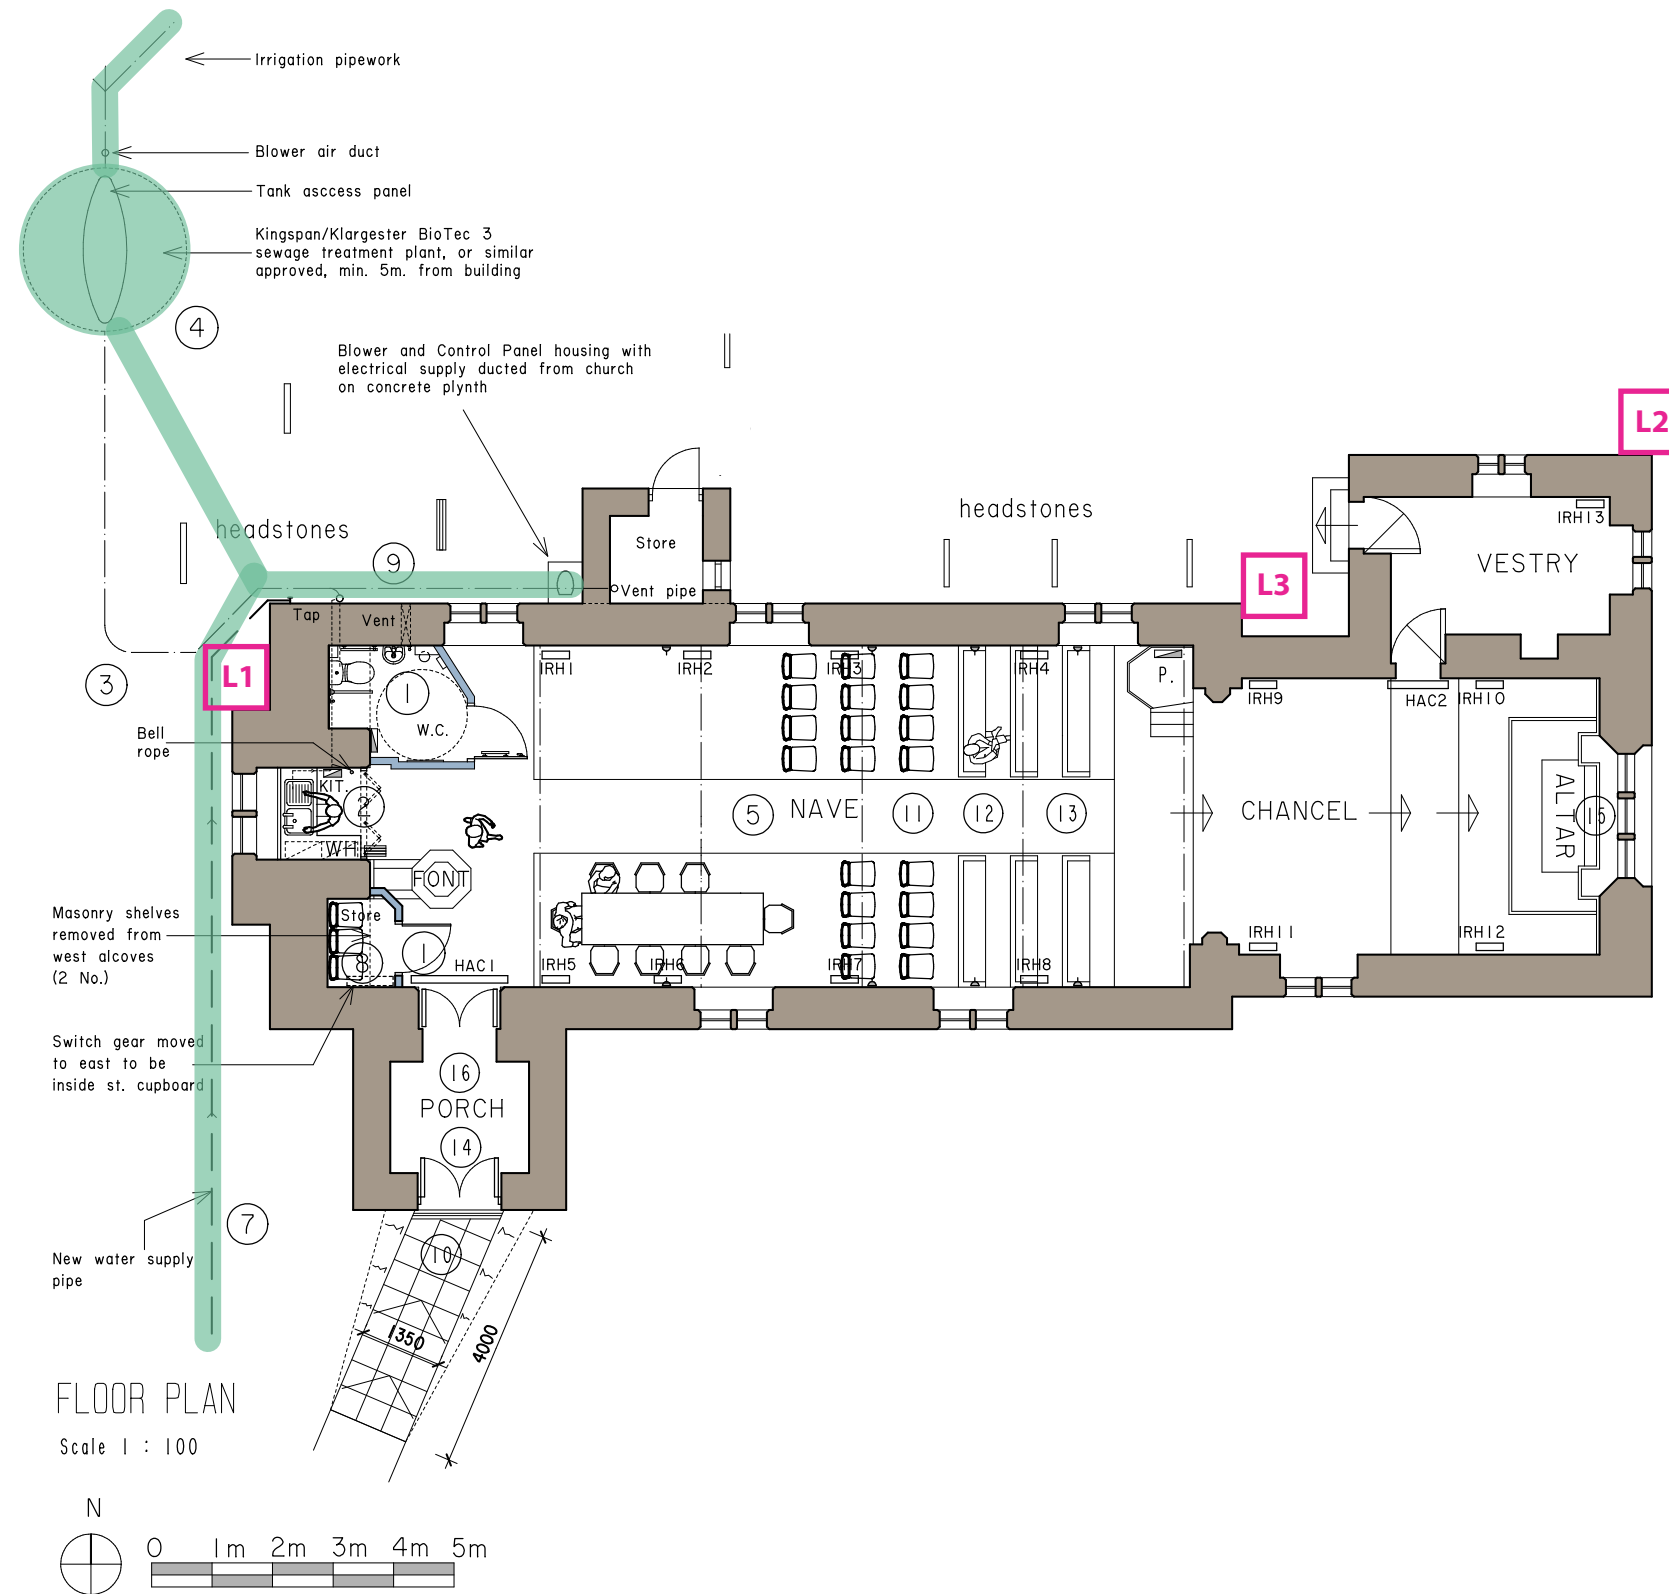 Irrigation pipework
Blower air duct
Tank asccess panel
Kingspan/Klargester BioTec 3
sewage treatment plant, or similar
approved, min. 5m. from building
4
Blower and Control Panel housing with
electrical supply ducted from church
on concrete plynth
L2
headstones
headstones
IRH13
Store
VESTRY
9
L3
Vent pipe
Tap
Vent
3
L1
1
IRH1
IRH2
IRH3
IRH4
P.
IRH9
HAC2
IRH10
W.C.
Bell
rope
KIT.
2
5
NAVE
11
12
13
CHANCEL
ALTAR
15
WH
FONT
Masonry shelves
removed from
west alcoves
(2 No.)
Store
8
1
HAC1
IRH5
IRH6
IRH7
IRH8
IRH11
IRH12
Switch gear moved
to east to be
inside st. cupboard
16
PORCH
14
7
10
New water supply
pipe
1350
4000
FLOOR PLAN
Scale 1 : 100
N
0 1m 2m 3m 4m 5m